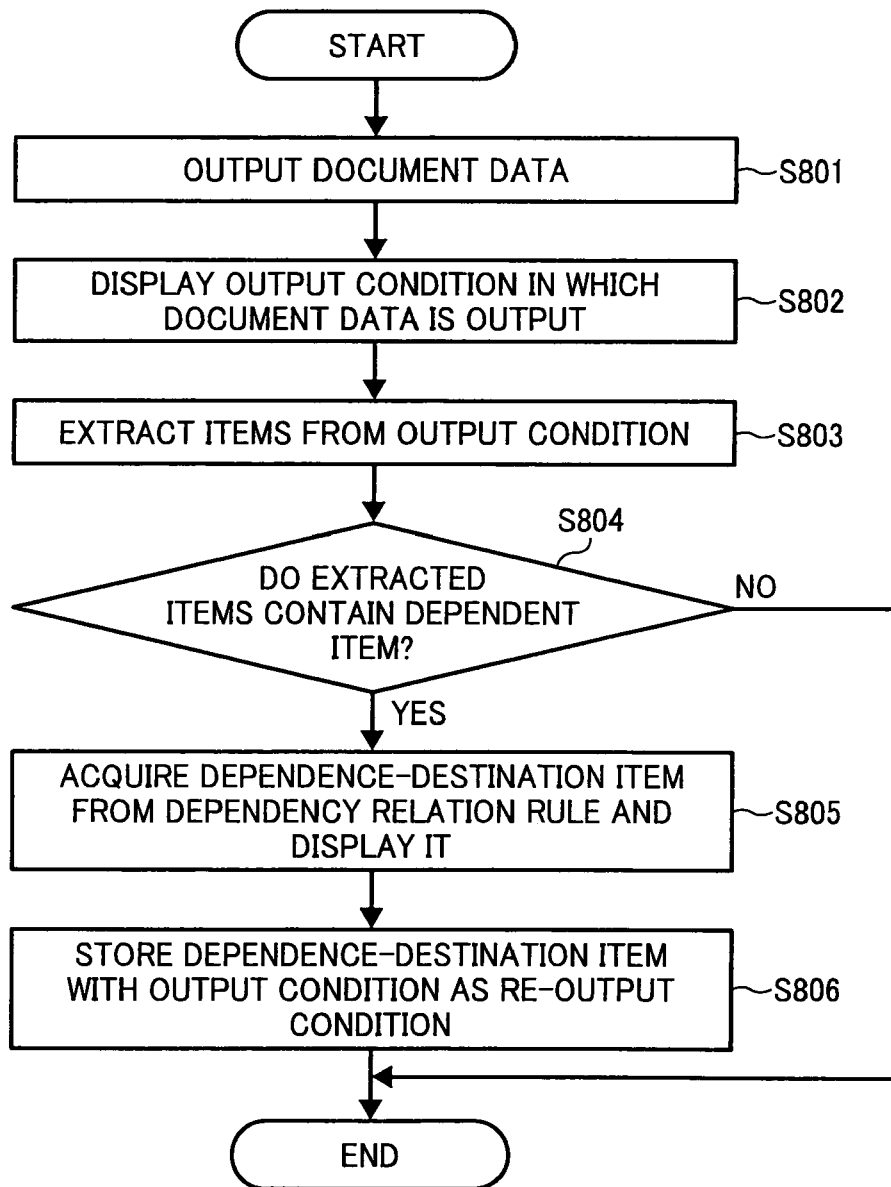 START
OUTPUT DOCUMENT DATA
S801
DISPLAY OUTPUT CONDITION IN WHICH
DOCUMENT DATA IS OUTPUT
S802
EXTRACT ITEMS FROM OUTPUT CONDITION
S803
S804
DO EXTRACTED
ITEMS CONTAIN DEPENDENT
ITEM?
NO
YES
ACQUIRE DEPENDENCE-DESTINATION ITEM
FROM DEPENDENCY RELATION RULE AND
DISPLAY IT
S805
STORE DEPENDENCE-DESTINATION ITEM
WITH OUTPUT CONDITION AS RE-OUTPUT
CONDITION
S806
END